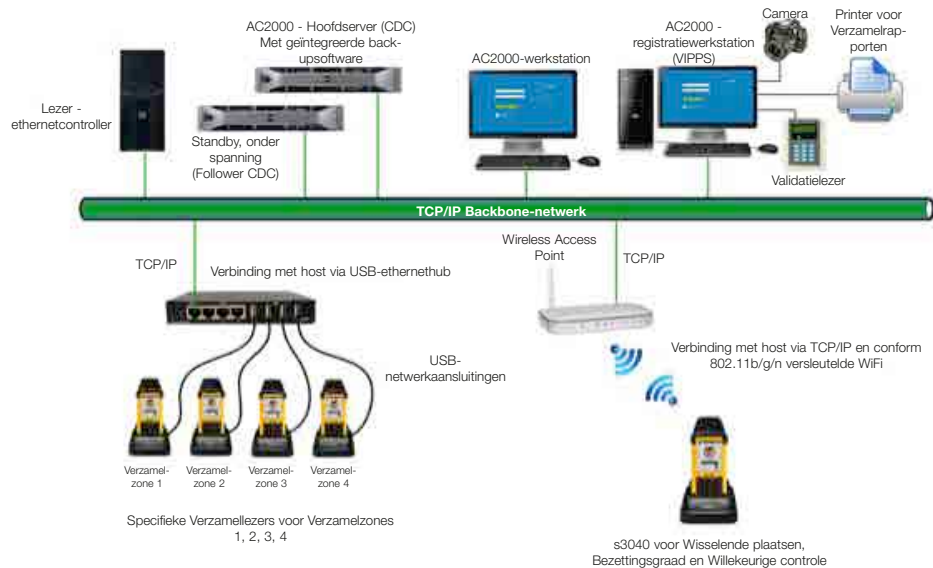 AC2000 - Hoofdserver (CDC)
Met geïntegreerde back-
upsoftware
AC2000-werkstation
AC2000 -
registratiewerkstation
(VIPPS)
Camera
Printer voor
Verzamelrap-
porten
Lezer -
ethernetcontroller
Standby, onder
spanning
(Follower CDC)
Validatielezer
TCP/IP Backbone-netwerk
TCP/IP
Verbinding met host via USB-ethernethub
Wireless Access
Point
TCP/IP
USB-
netwerkaansluitingen
Verbinding met host via TCP/IP en conform
802.11b/g/n versleutelde WiFi
Verzamel-
zone 1
Verzamel-
zone 2
Verzamel-
zone 3
Verzamel-
zone 4
Specifieke Verzamellezers voor Verzamelzones
1, 2, 3, 4
s3040 voor Wisselende plaatsen,
Bezettingsgraad en Willekeurige controle